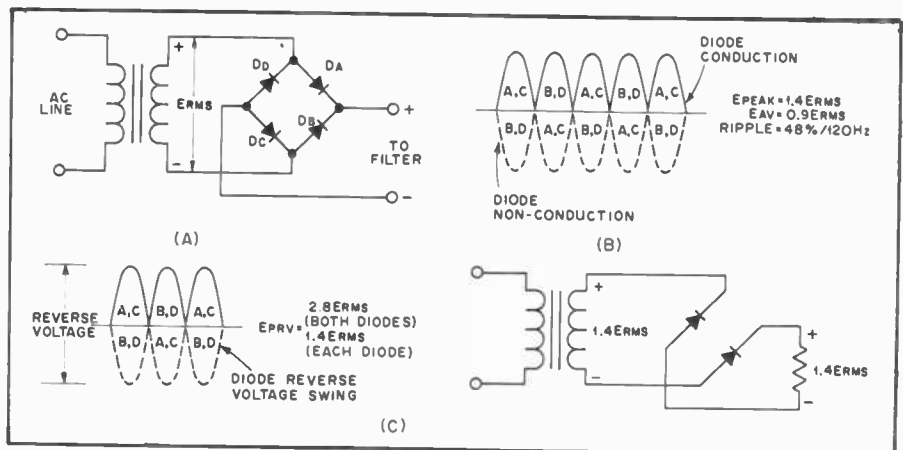 AC
LINE
+
ERMS
-
DD
DA
DC
DB
+
TO
FILTER
-
(A)
DIODE
CONDUCTION
A,C B,D A,C B,D A,C
B,D A,C B,D A,C B,D
EPEAK=1.4ERMS
EAV=0.9ERMS
RIPPLE=48%/120Hz
DIODE
NON-CONDUCTION
(B)
REVERSE
VOLTAGE
A,C B,D A,C
B,D A,C B,D
EPRV=
2.8ERMS
(BOTH DIODES)
1.4ERMS
(EACH DIODE)
DIODE REVERSE
VOLTAGE SWING
+
1.4ERMS
-
+
1.4ERMS
-
(C)